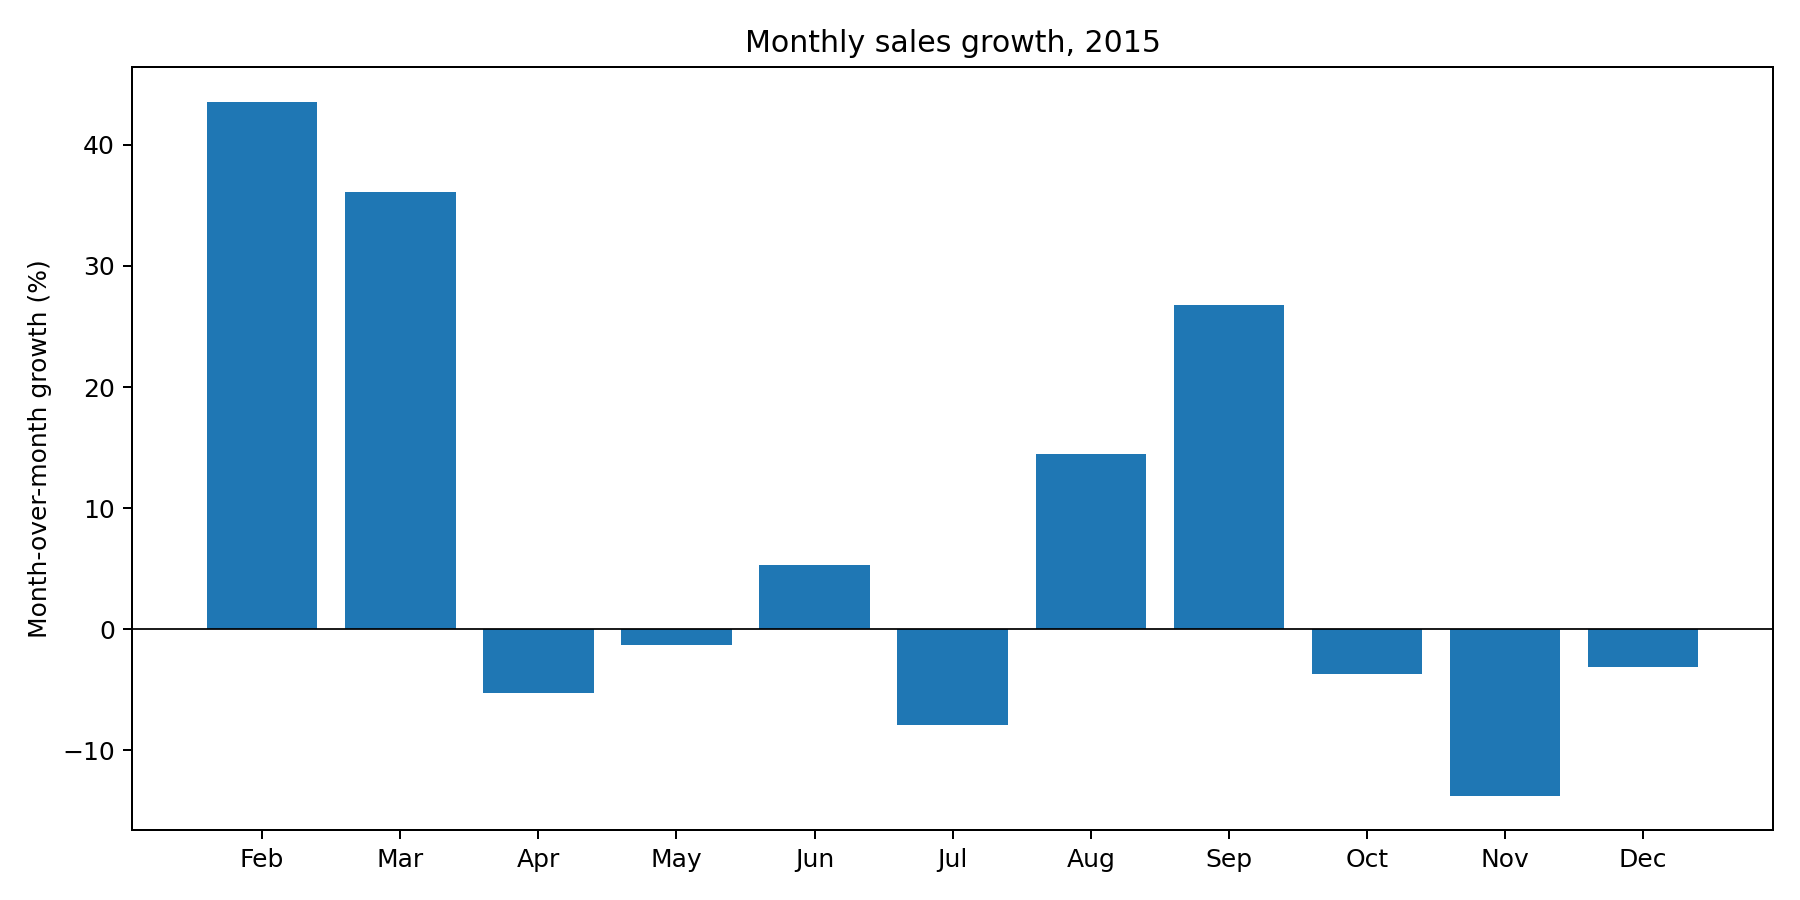 Monthly sales growth, 2015
Month-over-month growth (%)
40
30
20
10
0
−10
Feb Mar Apr May Jun Jul Aug Sep Oct Nov Dec